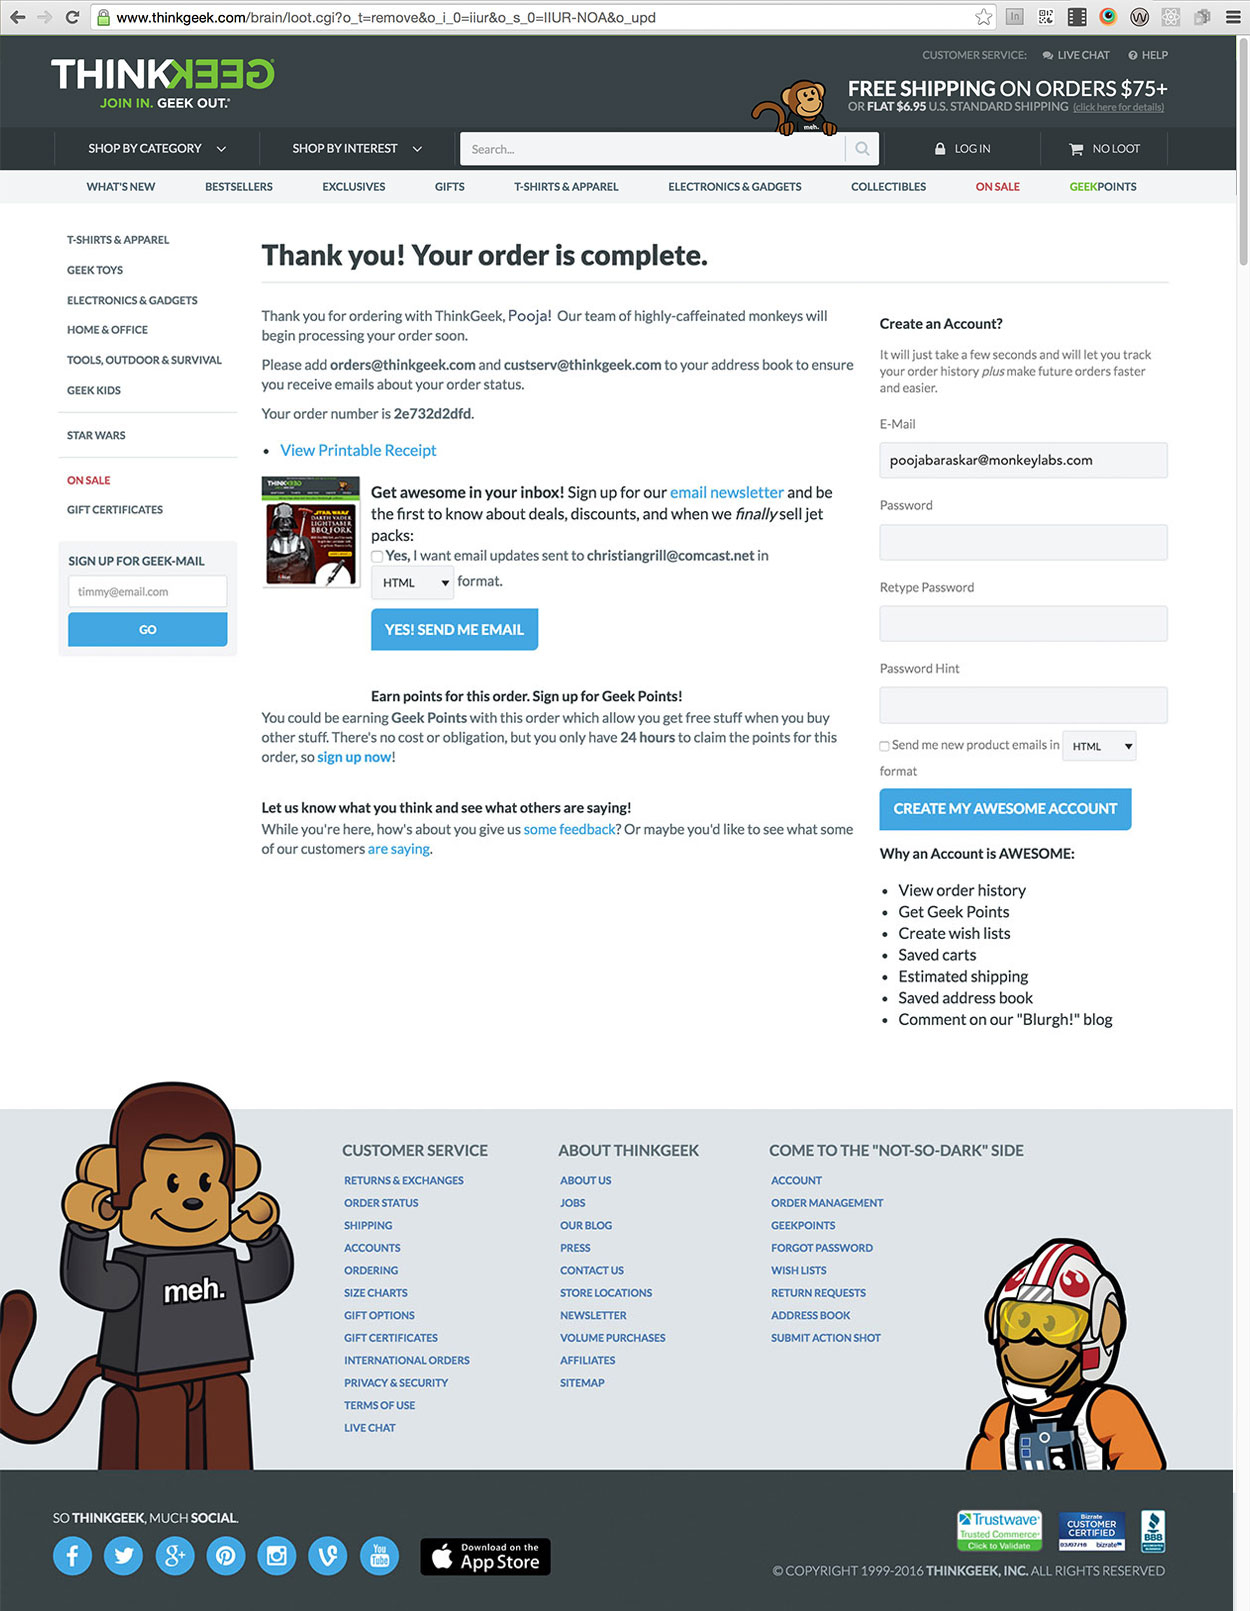 www.thinkgeek.com/brain/loot.cgi?o_t=remove&o_i_0=iiur&o_s_0=IIUR-NOA&o_upd
CUSTOMER SERVICE: LIVE CHAT HELP
THINKGEEK
JOIN IN. GEEK OUT.
FREE SHIPPING ON ORDERS $75+
OR FLAT $6.95 U.S. STANDARD SHIPPING (click here for details)
meh.
SHOP BY CATEGORY SHOP BY INTEREST Search... LOG IN NO LOOT
WHAT'S NEW BESTSELLERS EXCLUSIVES GIFTS T-SHIRTS & APPAREL ELECTRONICS & GADGETS COLLECTIBLES ON SALE GEEKPOINTS
T-SHIRTS & APPAREL
GEEK TOYS
ELECTRONICS & GADGETS
HOME & OFFICE
TOOLS, OUTDOOR & SURVIVAL
GEEK KIDS
STAR WARS
ON SALE
GIFT CERTIFICATES
SIGN UP FOR GEEK-MAIL
timmy@email.com
GO
Thank you! Your order is complete.
Thank you for ordering with ThinkGeek, Pooja! Our team of highly-caffeinated monkeys will
begin processing your order soon.
Please add orders@thinkgeek.com and custserv@thinkgeek.com to your address book to ensure
you receive emails about your order status.
Your order number is 2e732d2dfd.
• View Printable Receipt
STAR WARS
DARTH VADER
LIGHTSABER
BBQ FORK
Get awesome in your inbox! Sign up for our email newsletter and be
the first to know about deals, discounts, and when we finally sell jet
packs:
Yes, I want email updates sent to christiangrill@comcast.net in
HTML format.
YES! SEND ME EMAIL
Earn points for this order. Sign up for Geek Points!
You could be earning Geek Points with this order which allow you get free stuff when you buy
other stuff. There's no cost or obligation, but you only have 24 hours to claim the points for this
order, so sign up now!
Let us know what you think and see what others are saying!
While you're here, how's about you give us some feedback? Or maybe you'd like to see what some
of our customers are saying.
Create an Account?
It will just take a few seconds and will let you track
your order history plus make future orders faster
and easier.
E-Mail
poojabaraskar@monkeylabs.com
Password
Retype Password
Password Hint
Send me new product emails in HTML
format
CREATE MY AWESOME ACCOUNT
Why an Account is AWESOME:
• View order history
• Get Geek Points
• Create wish lists
• Saved carts
• Estimated shipping
• Saved address book
• Comment on our "Blurgh!" blog
meh.
CUSTOMER SERVICE
RETURNS & EXCHANGES
ORDER STATUS
SHIPPING
ACCOUNTS
ORDERING
SIZE CHARTS
GIFT OPTIONS
GIFT CERTIFICATES
INTERNATIONAL ORDERS
PRIVACY & SECURITY
TERMS OF USE
LIVE CHAT
ABOUT THINKGEEK
ABOUT US
JOBS
OUR BLOG
PRESS
CONTACT US
STORE LOCATIONS
NEWSLETTER
VOLUME PURCHASES
AFFILIATES
SITEMAP
COME TO THE "NOT-SO-DARK" SIDE
ACCOUNT
ORDER MANAGEMENT
GEEKPOINTS
FORGOT PASSWORD
WISH LISTS
RETURN REQUESTS
ADDRESS BOOK
SUBMIT ACTION SHOT
SO THINKGEEK, MUCH SOCIAL.
You Tube
Download on the
App Store
Trustwave
Trusted Commerce
Click to Validate
Bizrate
CUSTOMER
CERTIFIED
03/07/16 bizrate
BBB
© COPYRIGHT 1999-2016 THINKGEEK, INC. ALL RIGHTS RESERVED